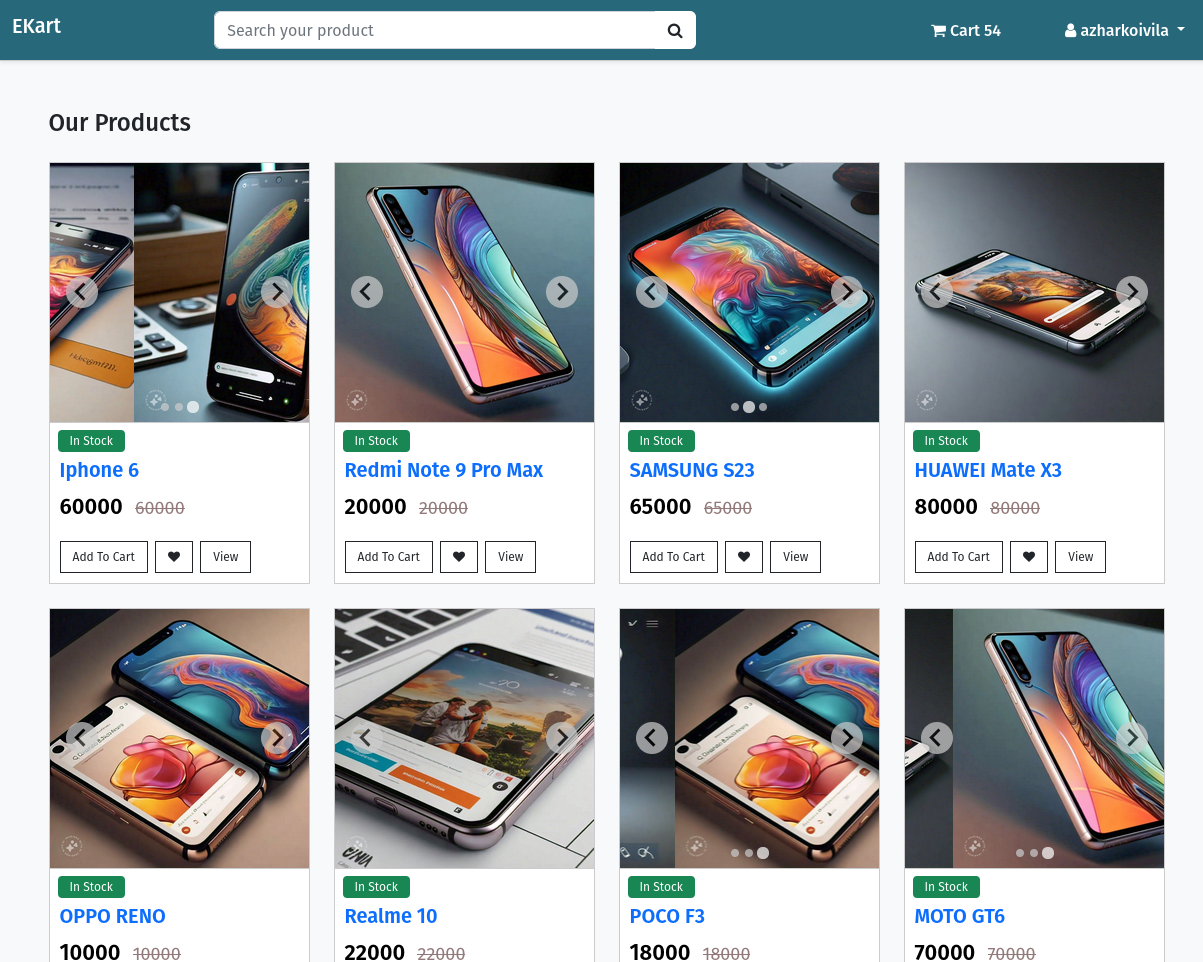 EKart
Search your product
Cart 54
azharkoivila
Our Products
In Stock
Iphone 6
60000 60000
Add To Cart
View
In Stock
Redmi Note 9 Pro Max
20000 20000
Add To Cart
View
In Stock
SAMSUNG S23
65000 65000
Add To Cart
View
In Stock
HUAWEI Mate X3
80000 80000
Add To Cart
View
In Stock
OPPO RENO
10000 10000
In Stock
Realme 10
22000 22000
In Stock
POCO F3
18000 18000
In Stock
MOTO GT6
70000 70000